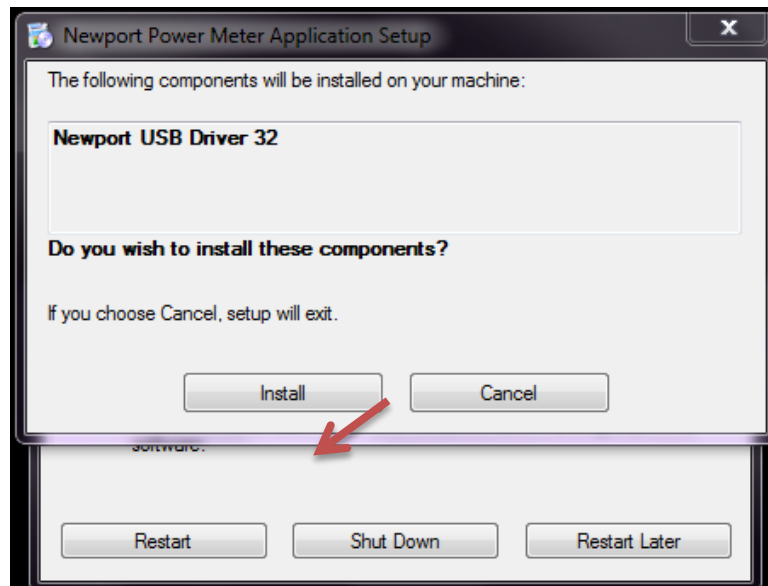 Newport Power Meter Application Setup
x
The following components will be installed on your machine:
Newport USB Driver 32
Do you wish to install these components?
If you choose Cancel, setup will exit.
Install
Cancel
software.
Restart
Shut Down
Restart Later